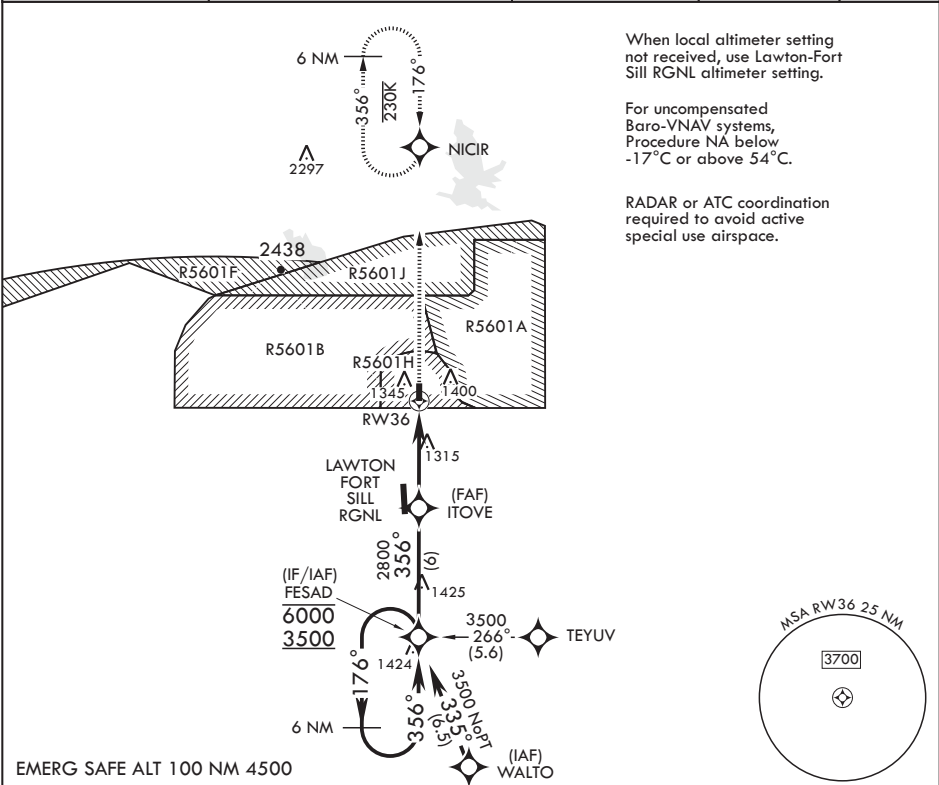 When local altimeter setting
not received, use Lawton-Fort
Sill RGNL altimeter setting.
For uncompensated
Baro-VNAV systems,
Procedure NA below
-17°C or above 54°C.
RADAR or ATC coordination
required to avoid active
special use airspace.
6 NM
356°
230K
176°
NICIR
2297
2438
R5601F
R5601J
R5601A
R5601B
R5601H
1345
1400
RW36
1315
LAWTON
FORT
SILL
RGNL
(FAF)
ITOVE
2800
356°
(6)
(IF/IAF)
FESAD
6000
3500
1425
3500
266°
(5.6)
TEYUV
1424
176°
356°
3500 NoPT
335°
(6.5)
6 NM
(IAF)
WALTO
MSA RW36 25 NM
3700
EMERG SAFE ALT 100 NM 4500